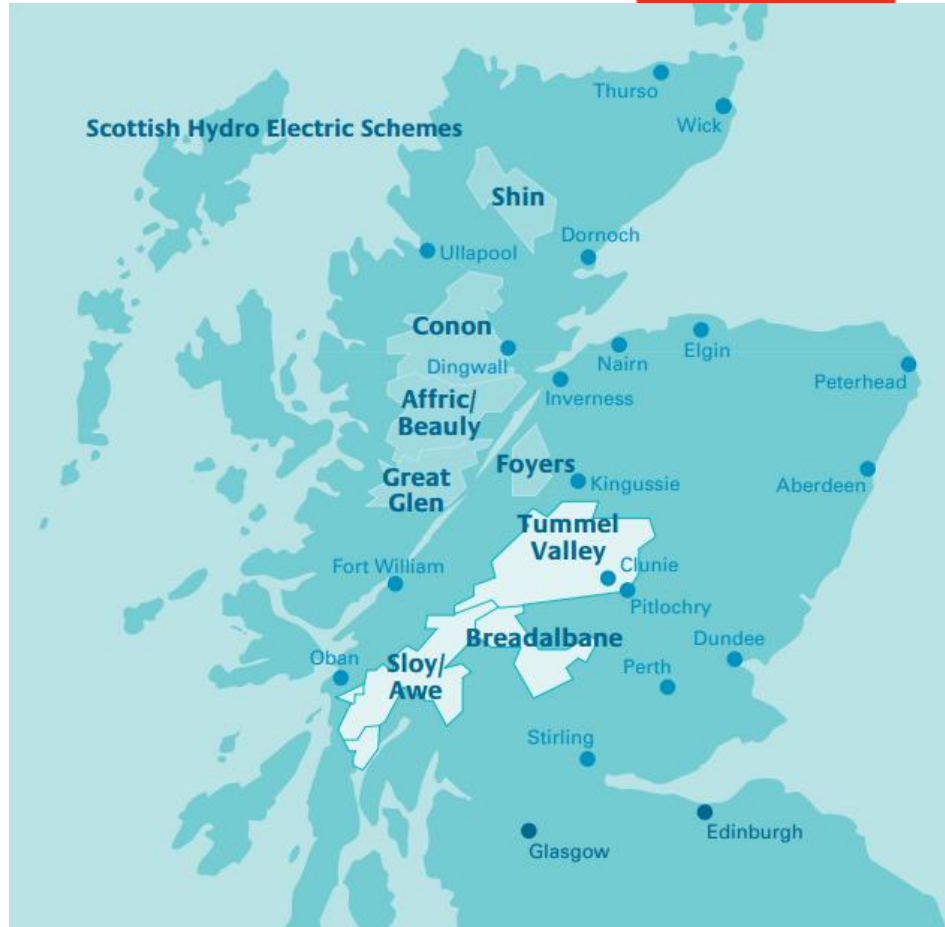 Thurso
Wick
Scottish Hydro Electric Schemes
Shin
Dornoch
Ullapool
Conon
Dingwall
Nairn
Elgin
Peterhead
Inverness
Affric/
Beauly
Great
Glen
Foyers
Kingussie
Aberdeen
Tummel
Valley
Clunie
Fort William
Pitlochry
Breadalbane
Dundee
Oban
Sloy/
Awe
Perth
Stirling
Edinburgh
Glasgow